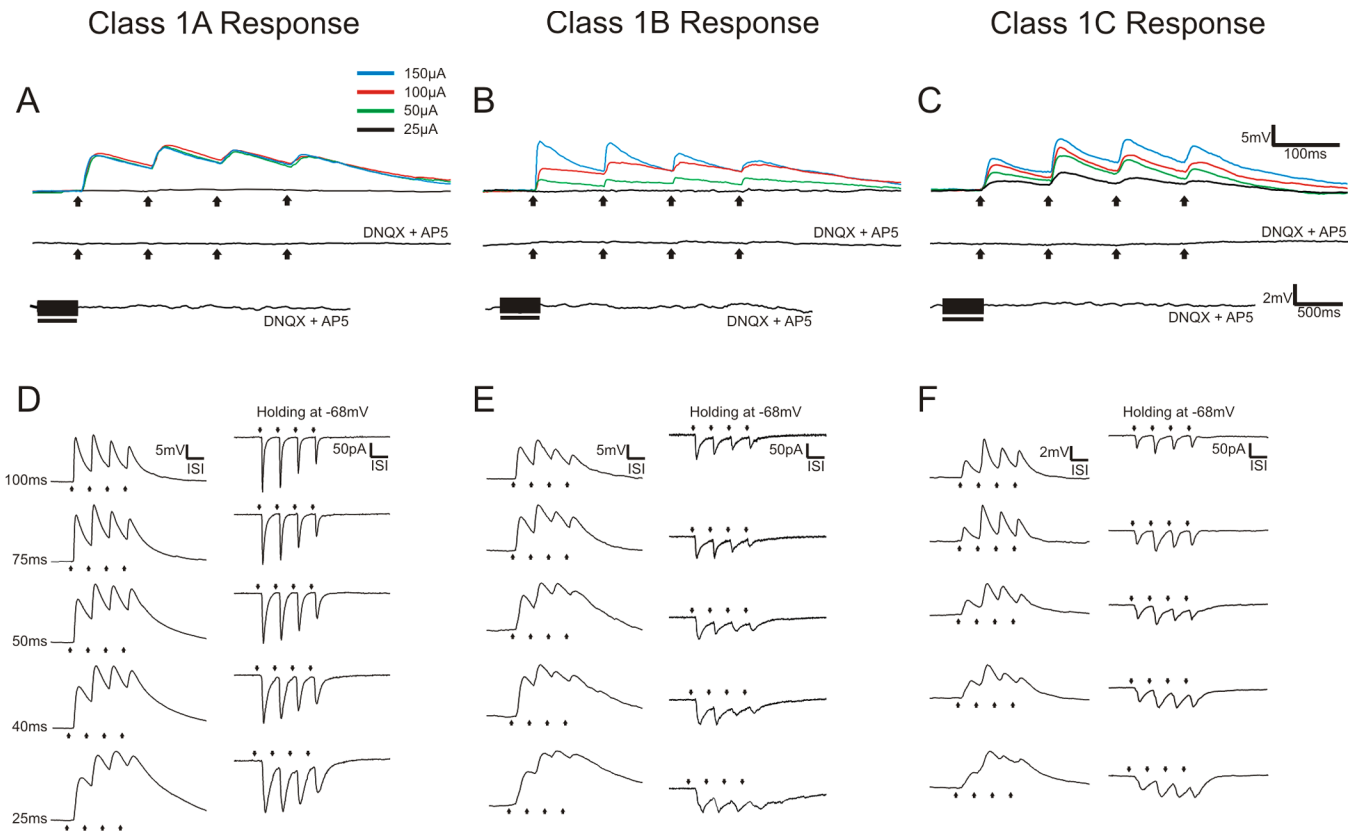 Class 1A Response
Class 1B Response
Class 1C Response
A
150µA
100µA
50µA
25µA
B
C
5mV
100ms
DNQX + AP5
DNQX + AP5
DNQX + AP5
DNQX + AP5
DNQX + AP5
DNQX + AP5
2mV
500ms
D
Holding at -68mV
5mV
ISI
50pA
ISI
100ms
75ms
50ms
40ms
25ms
E
Holding at -68mV
5mV
ISI
50pA
ISI
F
Holding at -68mV
2mV
ISI
50pA
ISI